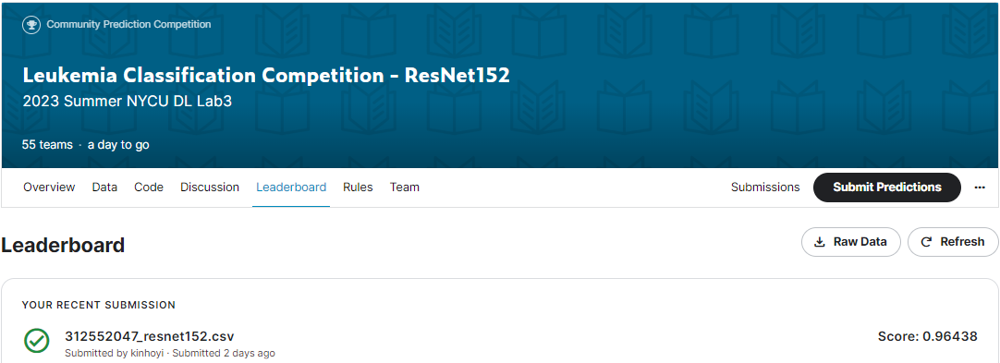 Community Prediction Competition
Leukemia Classification Competition - ResNet152
2023 Summer NYCU DL Lab3
55 teams · a day to go
Overview Data Code Discussion Leaderboard Rules Team Submissions Submit Predictions ...
Leaderboard Raw Data Refresh
YOUR RECENT SUBMISSION
312552047_resnet152.csv Score: 0.96438
Submitted by kinhoyi · Submitted 2 days ago